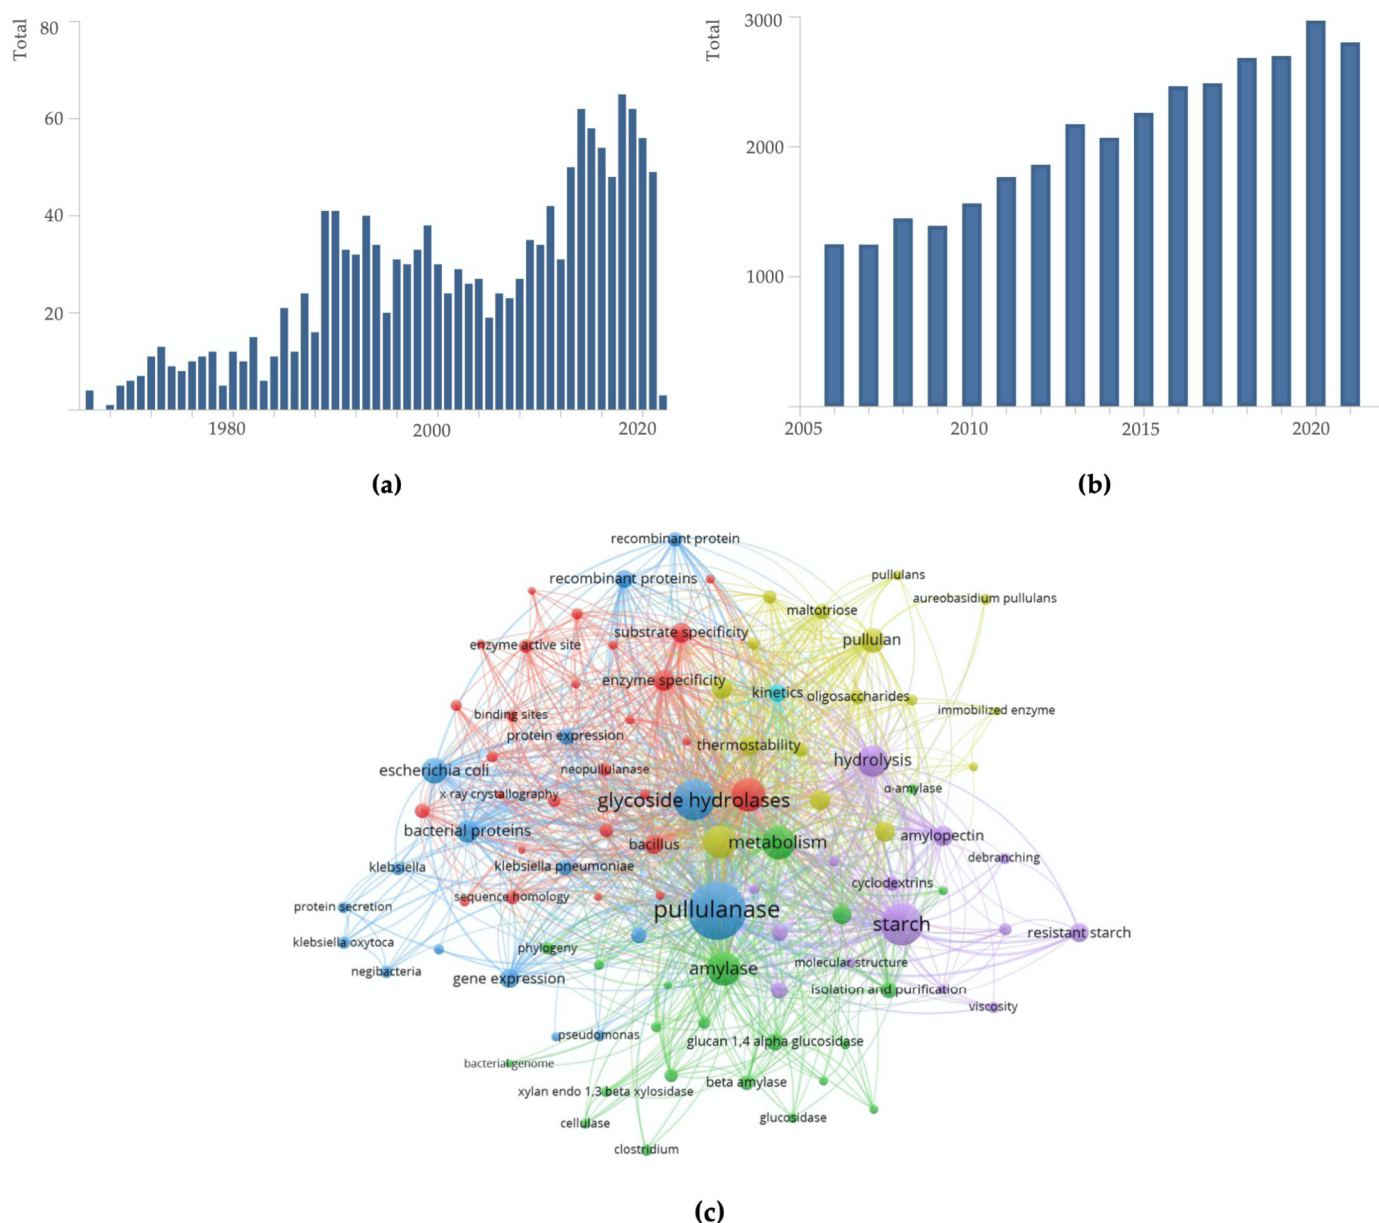 Total
80
60
40
20
1980
2000
2020
(a)
Total
3000
2000
1000
2005
2010
2015
2020
(b)
recombinant protein
recombinant proteins
pullulans
aureobasidium pullulans
maltotriose
substrate specificity
pullulan
enzyme active site
enzyme specificity
kinetics
oligosaccharides
immobilized enzyme
binding sites
protein expression
thermostability
hydrolysis
escherichia coli
neopullulanase
α-amylase
x ray crystallography
glycoside hydrolases
bacterial proteins
bacillus
metabolism
amylopectin
debranching
klebsiella
klebsiella pneumoniae
cyclodextrins
sequence homology
protein secretion
pullulanase
starch
resistant starch
klebsiella oxytoca
phylogeny
molecular structure
negibacteria
gene expression
amylase
isolation and purification
viscosity
pseudomonas
glucan 1,4 alpha glucosidase
bacterial genome
beta amylase
xylan endo 1,3 beta xylosidase
glucosidase
cellulase
clostridium
(c)